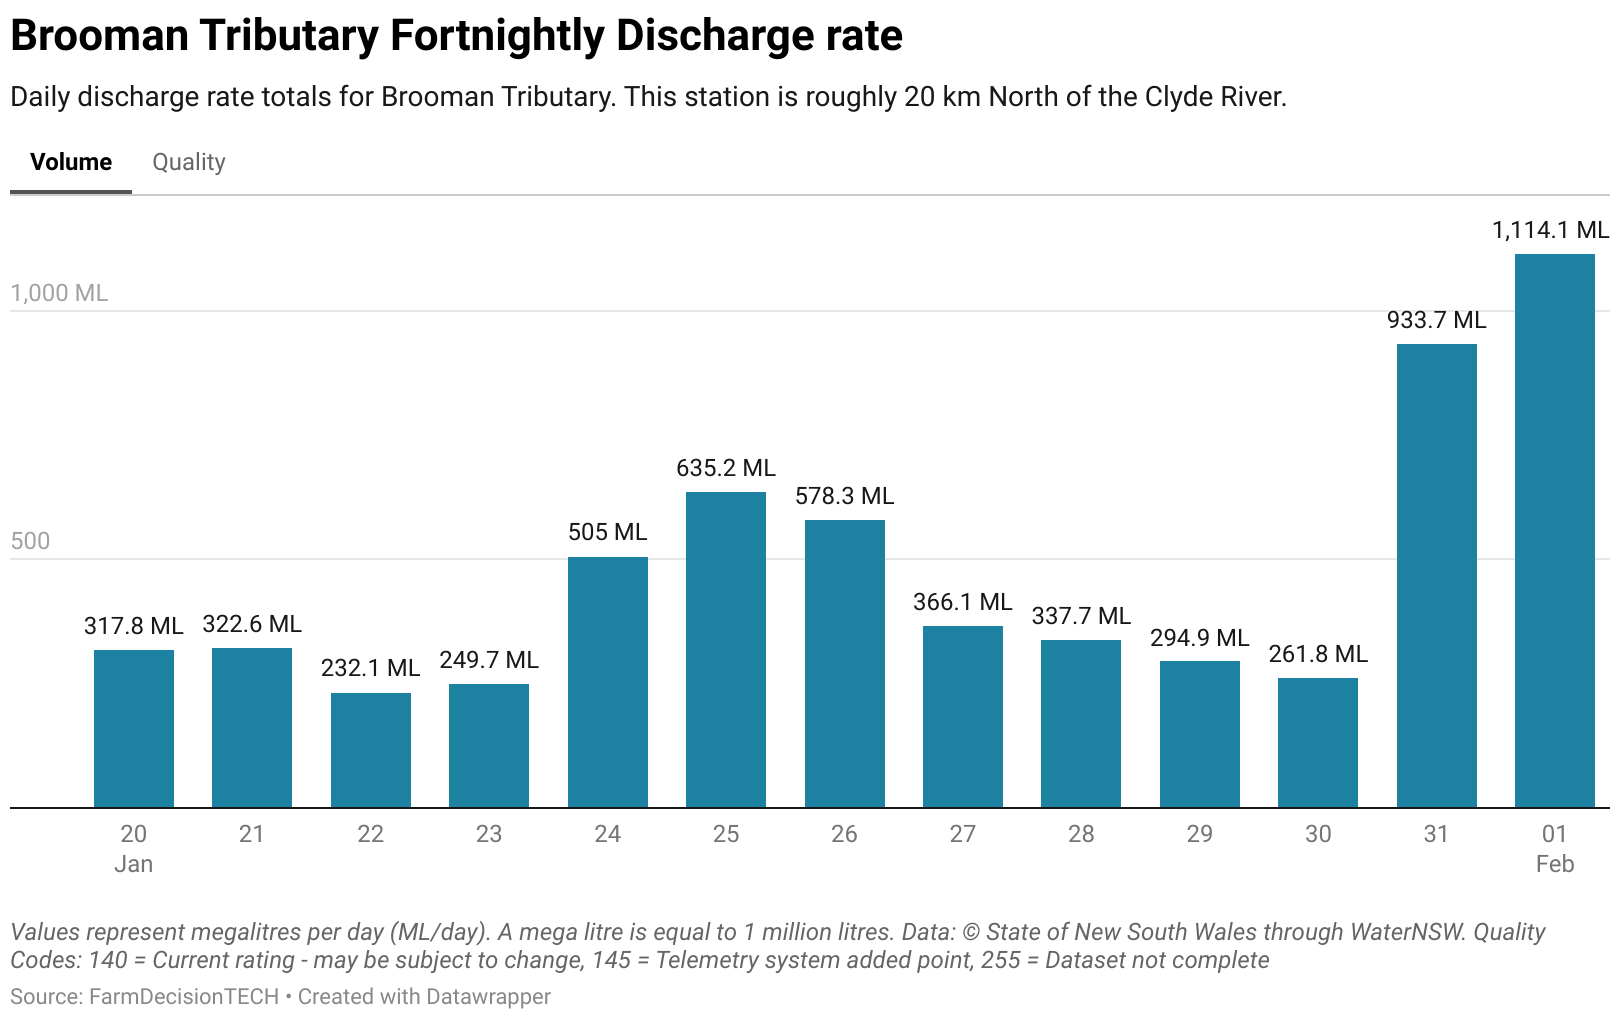 Brooman Tributary Fortnightly Discharge rate
Daily discharge rate totals for Brooman Tributary. This station is roughly 20 km North of the Clyde River.
Volume Quality
1,114.1 ML
1,000 ML
933.7 ML
635.2 ML
578.3 ML
505 ML
500
366.1 ML
337.7 ML
317.8 ML 322.6 ML
294.9 ML
261.8 ML
249.7 ML
232.1 ML
20 21 22 23 24 25 26 27 28 29 30 31 01
Jan Feb
Values represent megalitres per day (ML/day). A mega litre is equal to 1 million litres. Data: © State of New South Wales through WaterNSW. Quality
Codes: 140 = Current rating - may be subject to change, 145 = Telemetry system added point, 255 = Dataset not complete
Source: FarmDecisionTECH • Created with Datawrapper